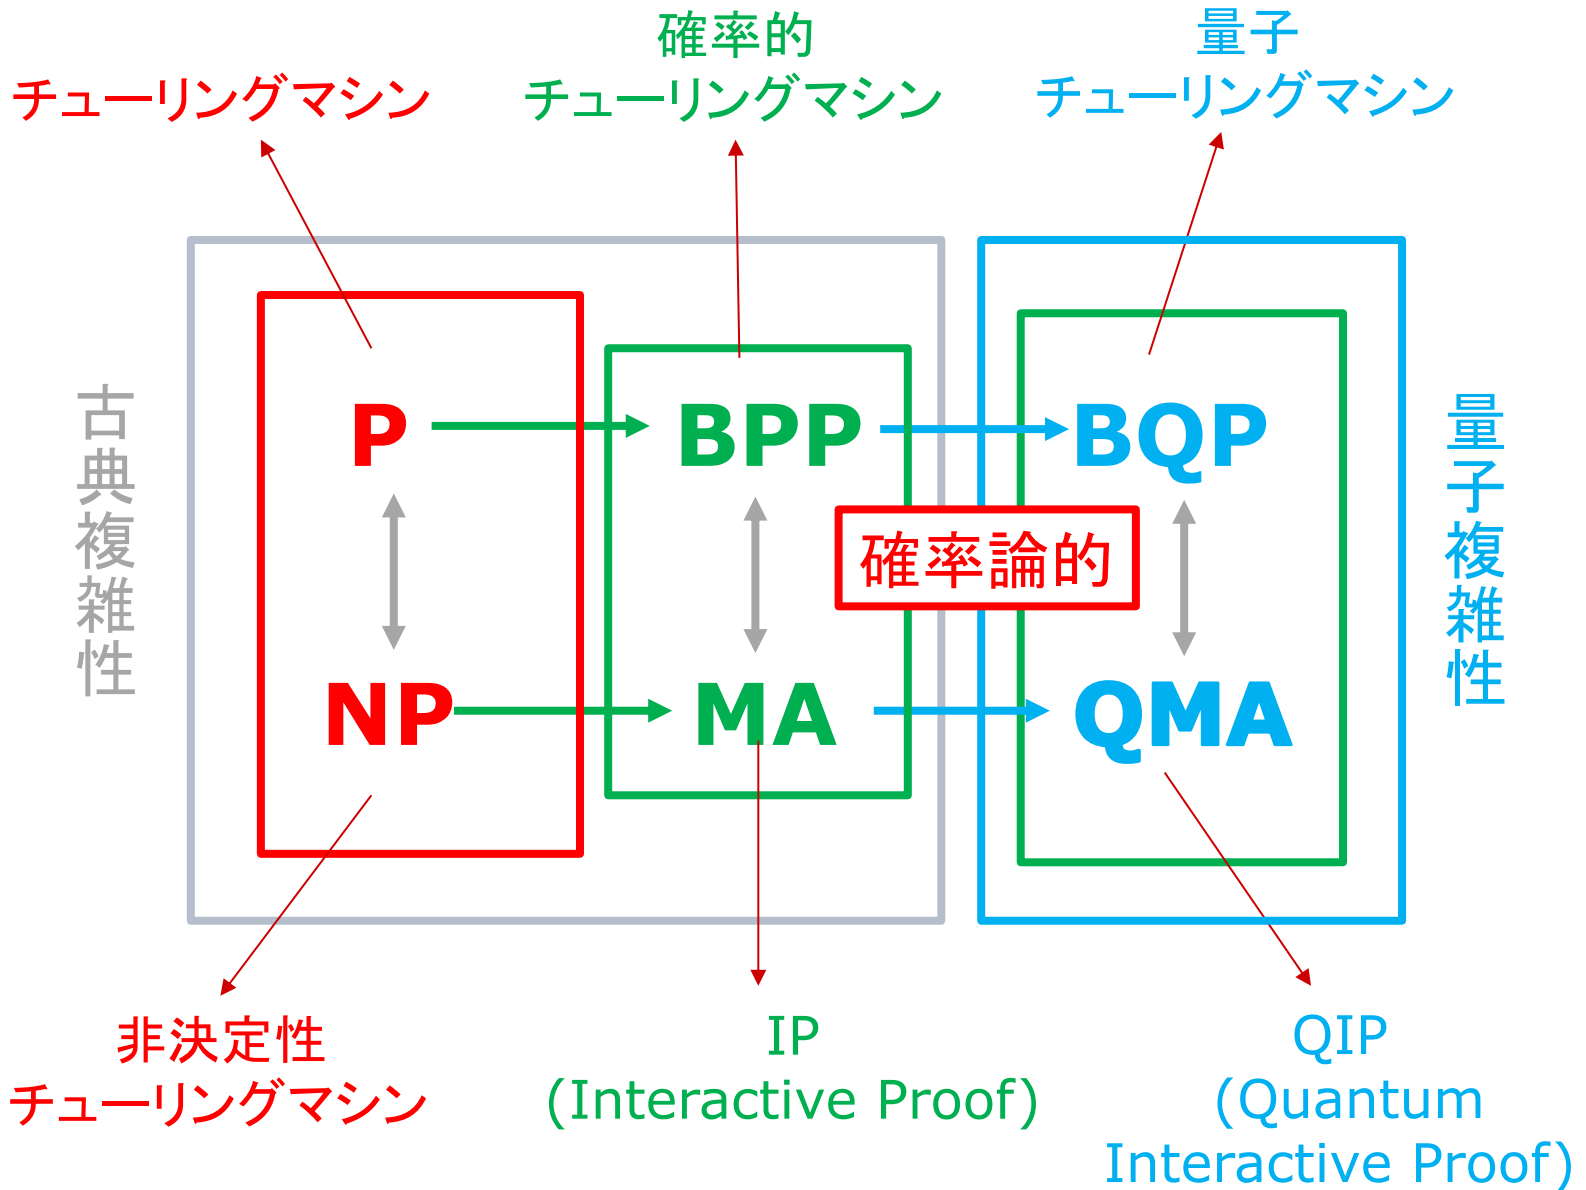 チューリングマシン
確率的
チューリングマシン
量子
チューリングマシン
古典複雑性
P
BPP
BQP
確率論的
NP
MA
QMA
量子複雑性
非決定性
チューリングマシン
IP
(Interactive Proof)
QIP
(Quantum
Interactive Proof)